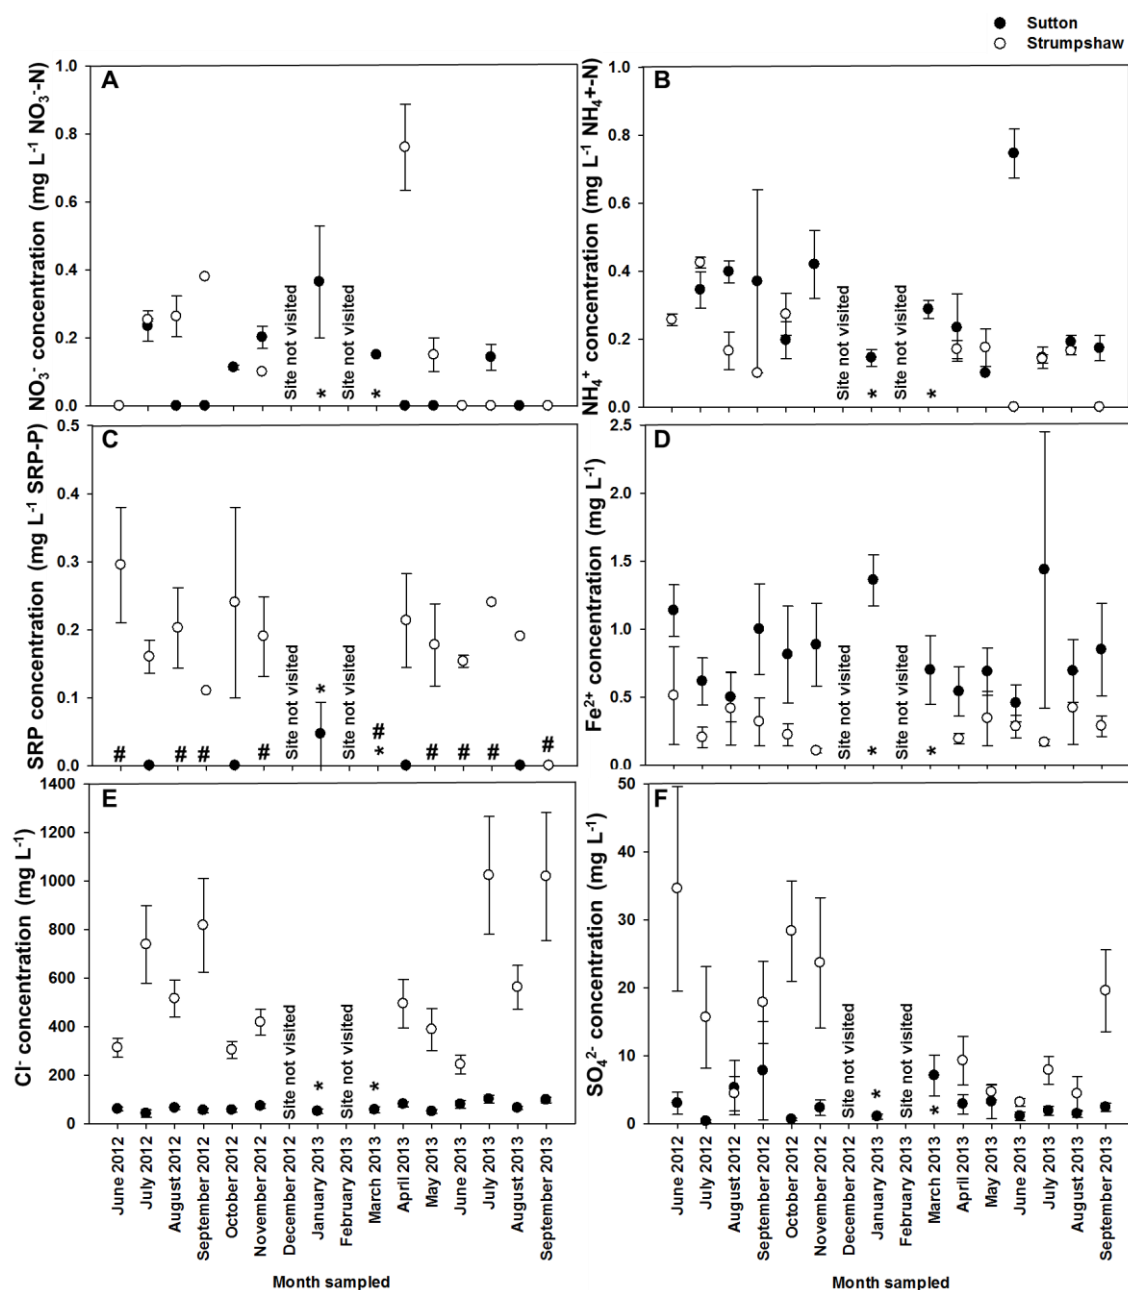 Sutton
Strumpshaw
A
NO₃⁻ concentration (mg L⁻¹ NO₃⁻-N)
1.0
0.8
0.6
0.4
0.2
0.0
Site not visited
*
Site not visited
*
B
NH₄⁺ concentration (mg L⁻¹ NH₄+-N)
1.0
0.8
0.6
0.4
0.2
0.0
Site not visited
*
Site not visited
*
C
SRP concentration (mg L⁻¹ SRP-P)
0.5
0.4
0.3
0.2
0.1
0.0
# # # # Site not visited * Site not visited # * # # # #
D
Fe²⁺ concentration (mg L⁻¹)
2.5
2.0
1.5
1.0
0.5
0.0
Site not visited
*
Site not visited
*
E
Cl⁻ concentration (mg L⁻¹)
1400
1200
1000
800
600
400
200
0
Site not visited
*
Site not visited
*
June 2012
July 2012
August 2012
September 2012
October 2012
November 2012
December 2012
January 2013
February 2013
March 2013
April 2013
May 2013
June 2013
July 2013
August 2013
September 2013
Month sampled
F
SO₄²⁻ concentration (mg L⁻¹)
50
40
30
20
10
0
Site not visited
*
Site not visited
*
June 2012
July 2012
August 2012
September 2012
October 2012
November 2012
December 2012
January 2013
February 2013
March 2013
April 2013
May 2013
June 2013
July 2013
August 2013
September 2013
Month sampled